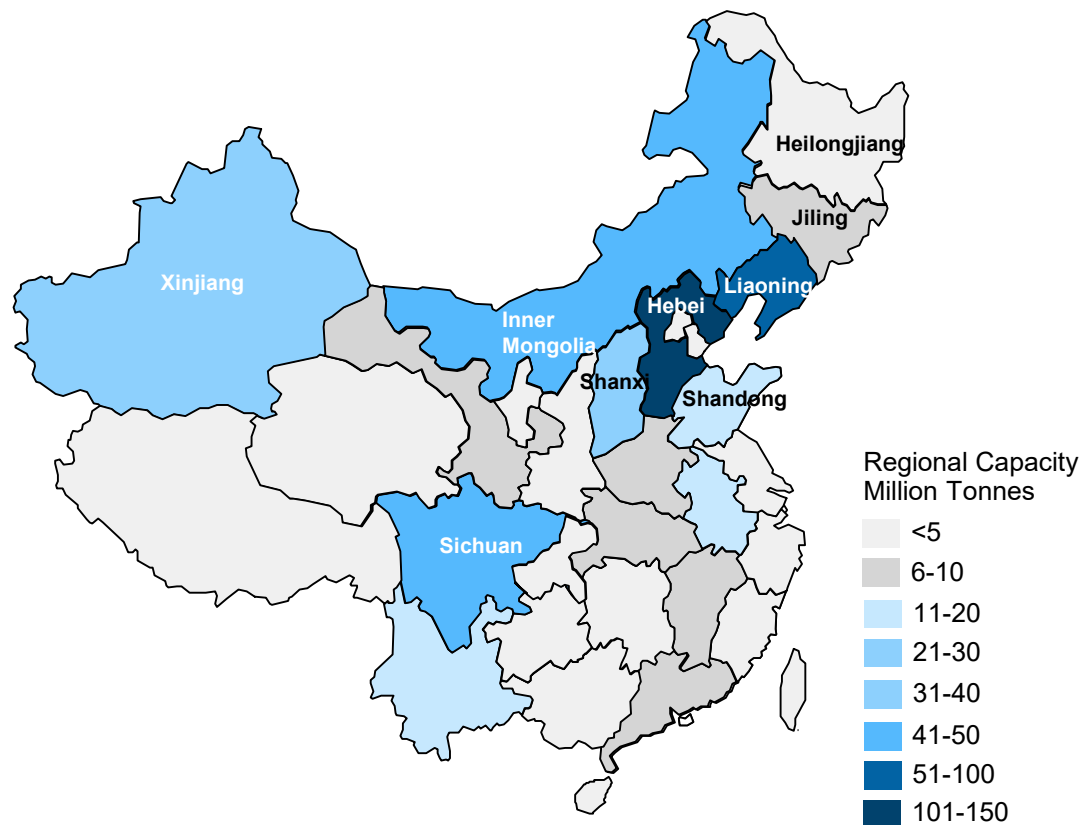 Heilongjiang
Jiling
Xinjiang
Liaoning
Hebei
Inner
Mongolia
Shanxi
Shandong
Sichuan
Regional Capacity
Million Tonnes
<5
6-10
11-20
21-30
31-40
41-50
51-100
101-150